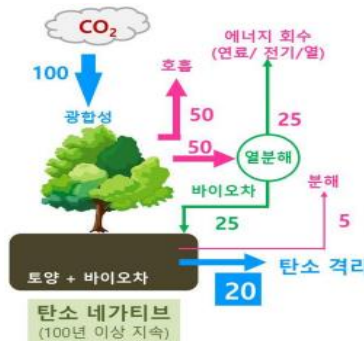 CO₂
100
광합성
호흡
50
50
에너지 회수
(연료/ 전기/열)
25
열분해
바이오차
25
분해
5
토양 + 바이오차
20
탄소 격리
탄소 네가티브
(100년 이상 지속)